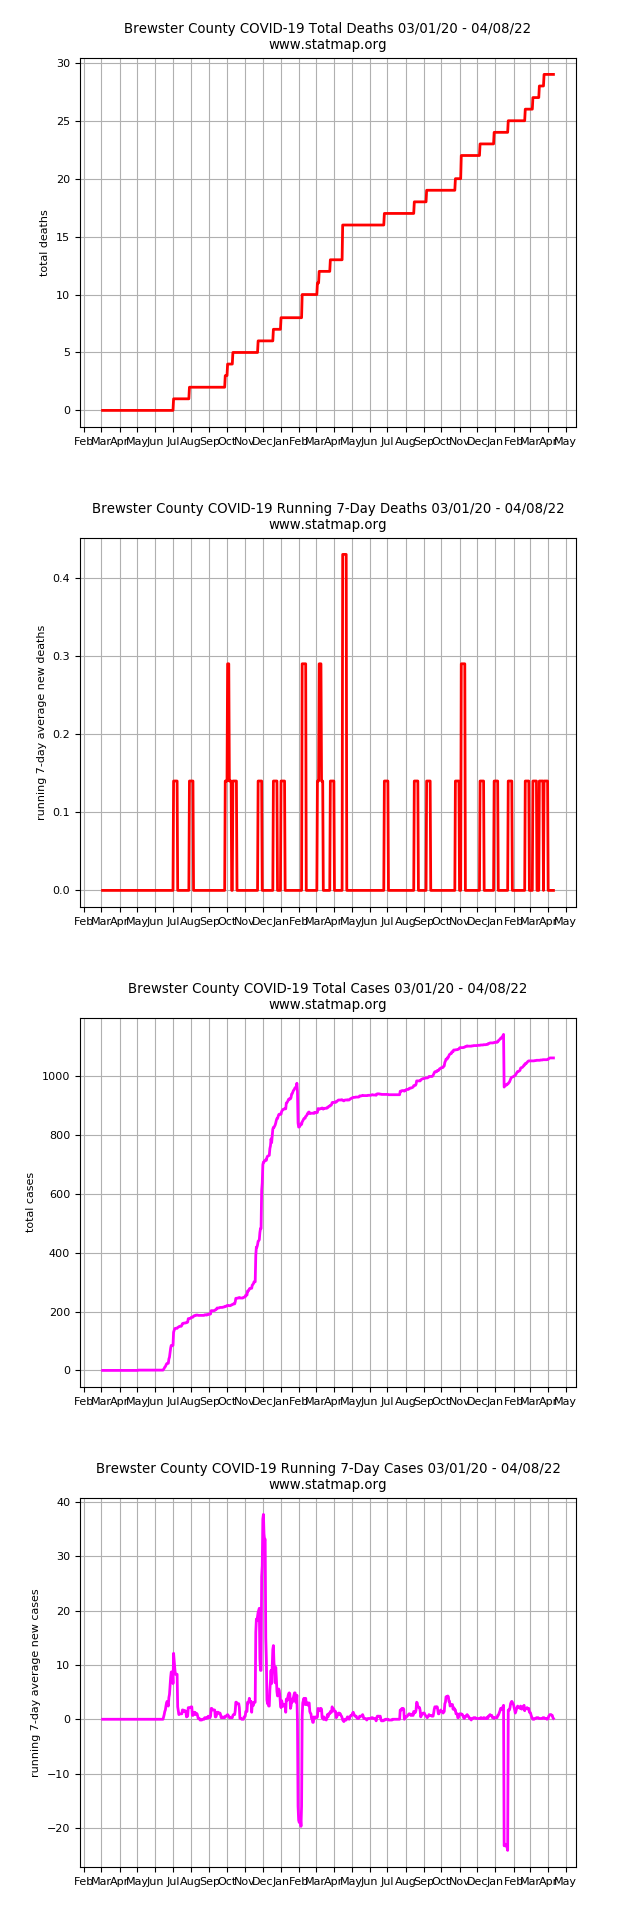 Brewster County COVID-19 Total Deaths 03/01/20 - 04/08/22
www.statmap.org
30
25
20
15
10
5
0
total deaths
Feb Mar Apr May Jun Jul Aug Sep Oct Nov Dec Jan Feb Mar Apr May Jun Jul Aug Sep Oct Nov Dec Jan Feb Mar Apr May
Brewster County COVID-19 Running 7-Day Deaths 03/01/20 - 04/08/22
www.statmap.org
0.4
0.3
0.2
0.1
0.0
running 7-day average new deaths
Feb Mar Apr May Jun Jul Aug Sep Oct Nov Dec Jan Feb Mar Apr May Jun Jul Aug Sep Oct Nov Dec Jan Feb Mar Apr May
Brewster County COVID-19 Total Cases 03/01/20 - 04/08/22
www.statmap.org
1000
800
600
400
200
0
total cases
Feb Mar Apr May Jun Jul Aug Sep Oct Nov Dec Jan Feb Mar Apr May Jun Jul Aug Sep Oct Nov Dec Jan Feb Mar Apr May
Brewster County COVID-19 Running 7-Day Cases 03/01/20 - 04/08/22
www.statmap.org
40
30
20
10
0
−10
−20
running 7-day average new cases
Feb Mar Apr May Jun Jul Aug Sep Oct Nov Dec Jan Feb Mar Apr May Jun Jul Aug Sep Oct Nov Dec Jan Feb Mar Apr May